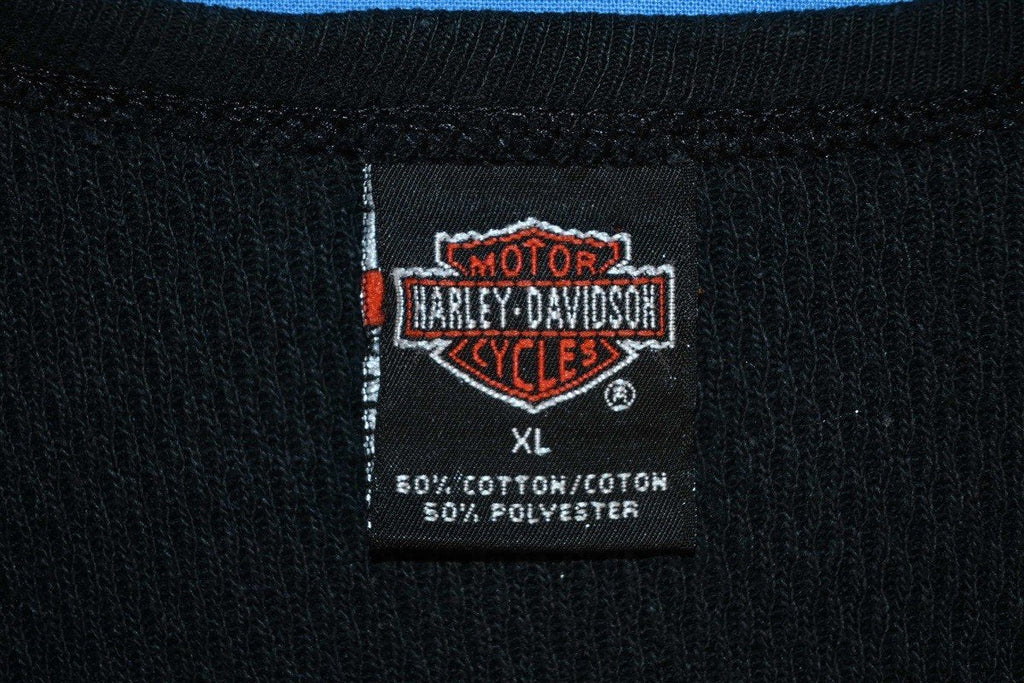 MOTOR
HARLEY-DAVIDSON
CYCLES
®
XL
50% COTTON/COTON
50% POLYESTER